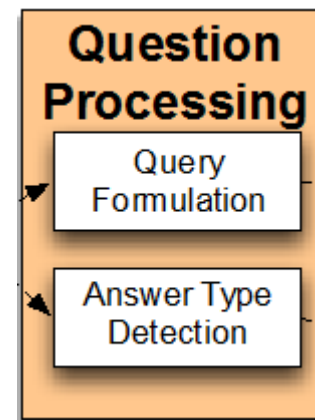 Question
Processing
Query
Formulation
Answer Type
Detection